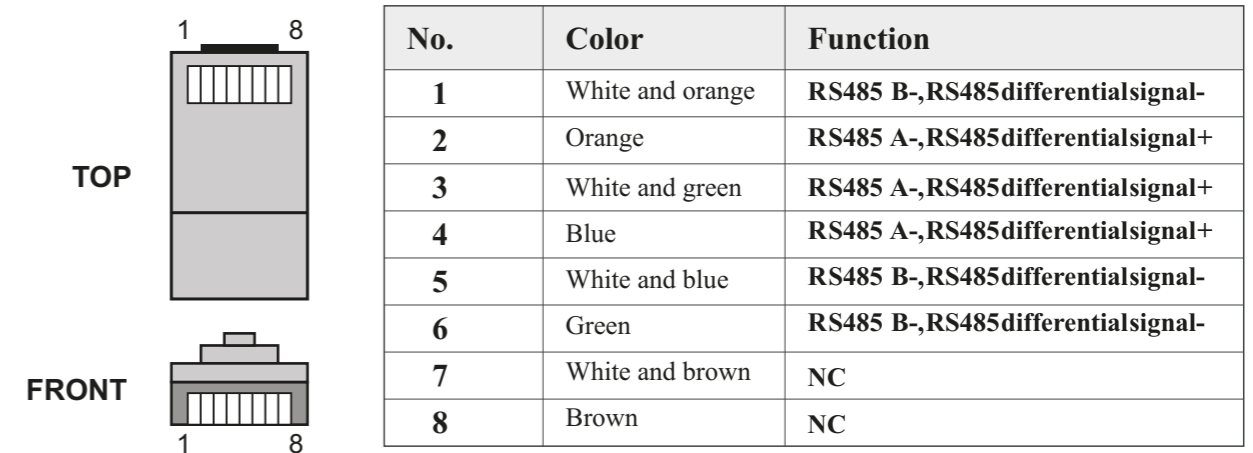 1 8
TOP
FRONT
1 8
No. Color Function
1 White and orange RS485 B-,RS485differentialsignal-
2 Orange RS485 A-,RS485differentialsignal+
3 White and green RS485 A-,RS485differentialsignal+
4 Blue RS485 A-,RS485differentialsignal+
5 White and blue RS485 B-,RS485differentialsignal-
6 Green RS485 B-,RS485differentialsignal-
7 White and brown NC
8 Brown NC